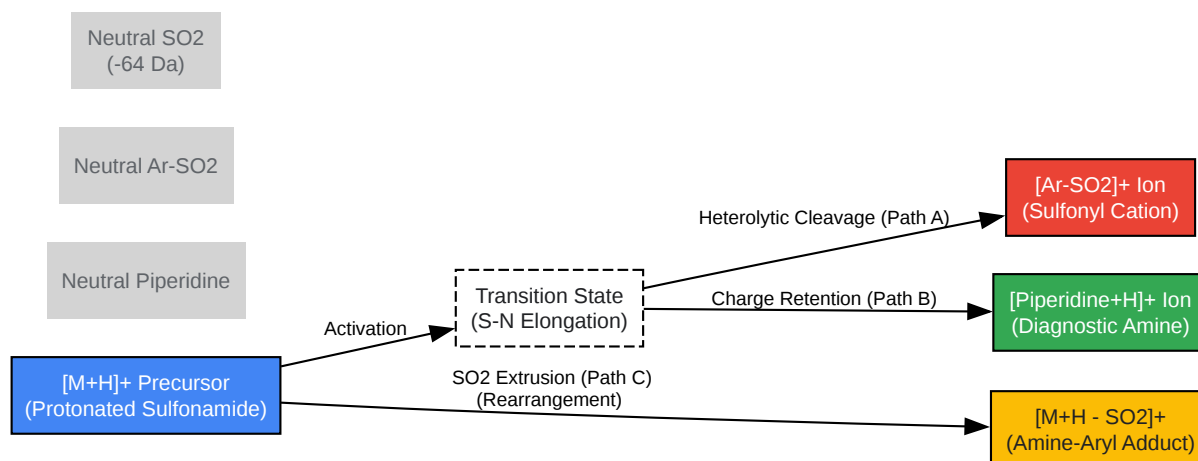 Neutral SO2
(-64 Da)
Neutral Ar-SO2
Neutral Piperidine
[M+H]+ Precursor
(Protonated Sulfonamide)
Activation
Transition State
(S-N Elongation)
SO2 Extrusion (Path C)
(Rearrangement)
Heterolytic Cleavage (Path A)
Charge Retention (Path B)
[Ar-SO2]+ Ion
(Sulfonyl Cation)
[Piperidine+H]+ Ion
(Diagnostic Amine)
[M+H - SO2]+
(Amine-Aryl Adduct)